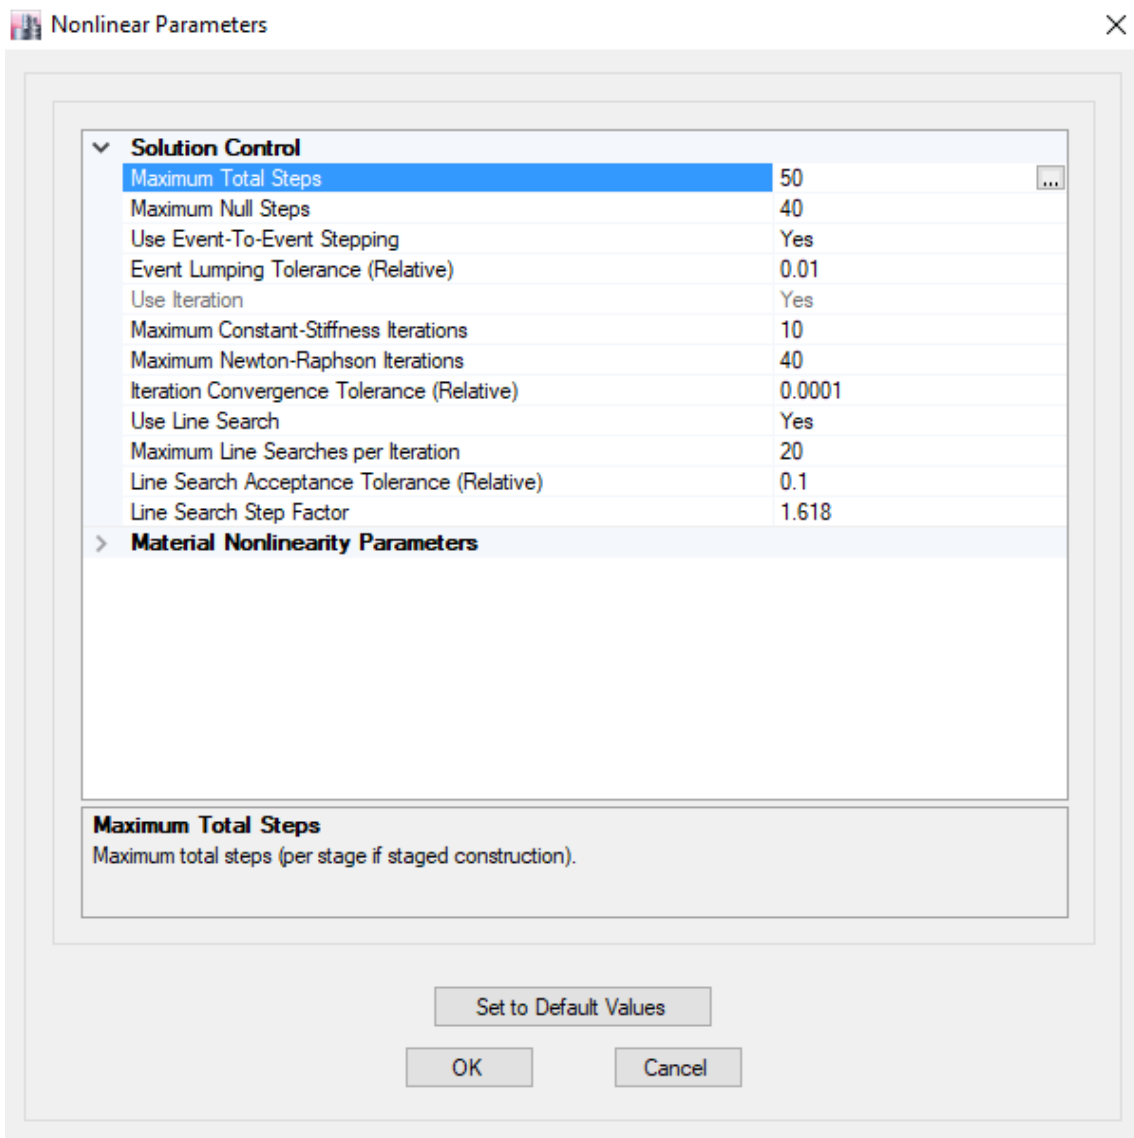 Nonlinear Parameters
Solution Control
Maximum Total Steps 50 ...
Maximum Null Steps 40
Use Event-To-Event Stepping Yes
Event Lumping Tolerance (Relative) 0.01
Use Iteration Yes
Maximum Constant-Stiffness Iterations 10
Maximum Newton-Raphson Iterations 40
Iteration Convergence Tolerance (Relative) 0.0001
Use Line Search Yes
Maximum Line Searches per Iteration 20
Line Search Acceptance Tolerance (Relative) 0.1
Line Search Step Factor 1.618
Material Nonlinearity Parameters
Maximum Total Steps
Maximum total steps (per stage if staged construction).
Set to Default Values
OK Cancel